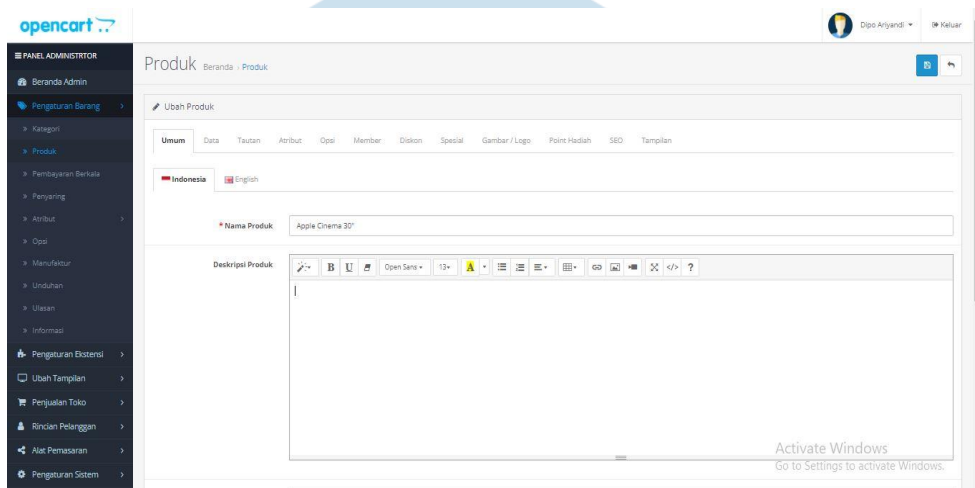 opencart
Dipo Ariyandi
Keluar
PANEL ADMINISTRTOR
Beranda Admin
Pengaturan Barang
» Kategori
» Produk
» Pembayaran Berkala
» Penyaring
» Atribut
» Opsi
» Manufaktur
» Unduhan
» Ulasan
» Informasi
Pengaturan Ekstensi
Ubah Tampilan
Penjualan Toko
Rincian Pelanggan
Alat Pemasaran
Pengaturan Sistem
Produk Beranda › Produk
Ubah Produk
Umum Data Tautan Atribut Opsi Member Diskon Spesial Gambar / Logo Point Hadiah SEO Tampilan
Indonesia English
* Nama Produk Apple Cinema 30"
Deskripsi Produk
B U Open Sans 13 A </> ?
Activate Windows
Go to Settings to activate Windows.